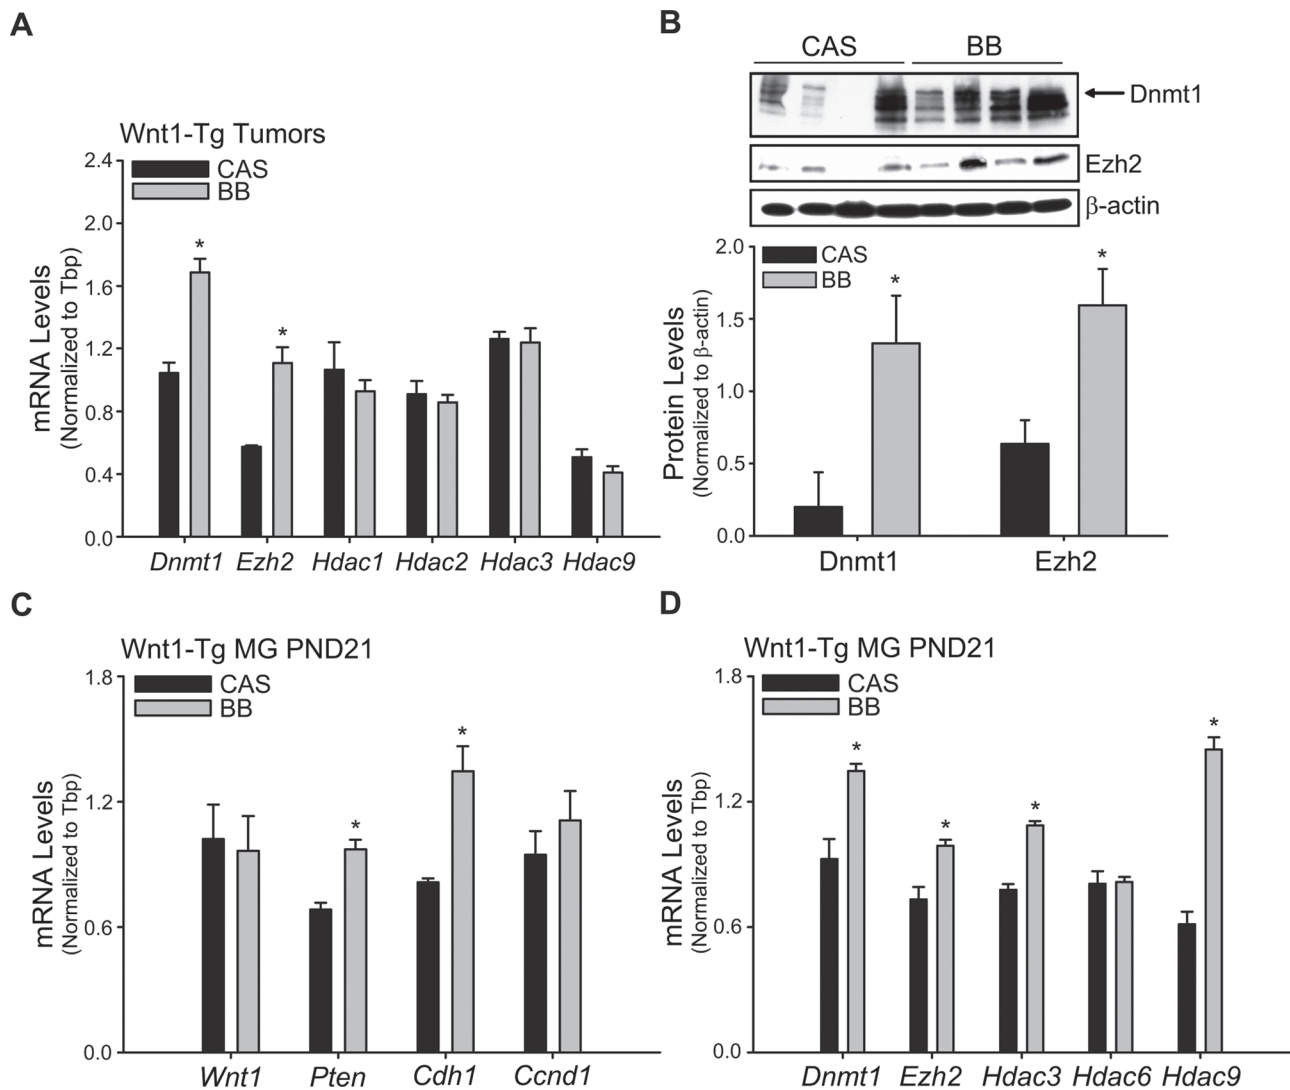 A
Wnt1-Tg Tumors
CAS
BB
mRNA Levels
(Normalized to Tbp)
2.4
2.0
1.6
1.2
0.8
0.4
0.0
*
*
Dnmt1 Ezh2 Hdac1 Hdac2 Hdac3 Hdac9
B
CAS BB
Dnmt1
Ezh2
β-actin
CAS
BB
Protein Levels
(Normalized to β-actin)
2.0
1.5
1.0
0.5
0.0
*
*
Dnmt1 Ezh2
C
Wnt1-Tg MG PND21
CAS
BB
mRNA Levels
(Normalized to Tbp)
1.8
1.2
0.6
0.0
*
*
Wnt1 Pten Cdh1 Ccnd1
D
Wnt1-Tg MG PND21
CAS
BB
mRNA Levels
(Normalized to Tbp)
1.8
1.2
0.6
0.0
*
*
*
*
Dnmt1 Ezh2 Hdac3 Hdac6 Hdac9